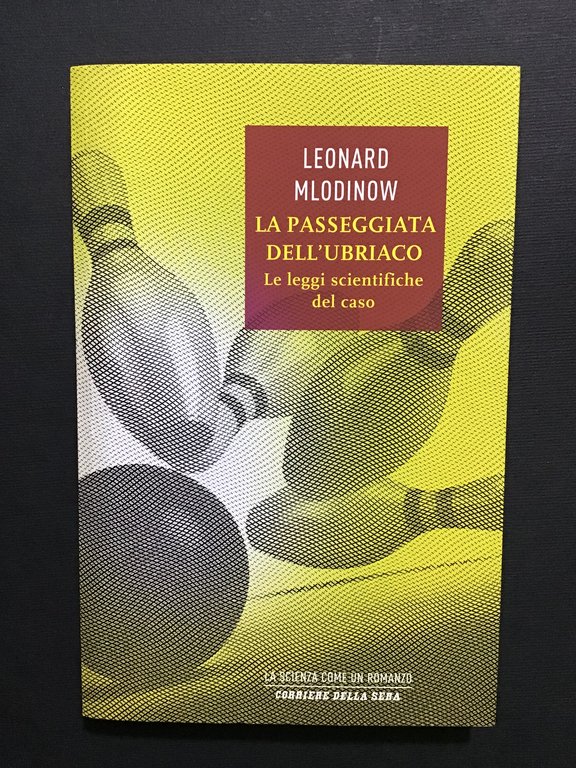 LEONARD
MLODINOW
LA PASSEGGIATA
DELL'UBRIACO
Le leggi scientifiche
del caso
LA SCIENZA COME UN ROMANZO
CORRIERE DELLA SERA